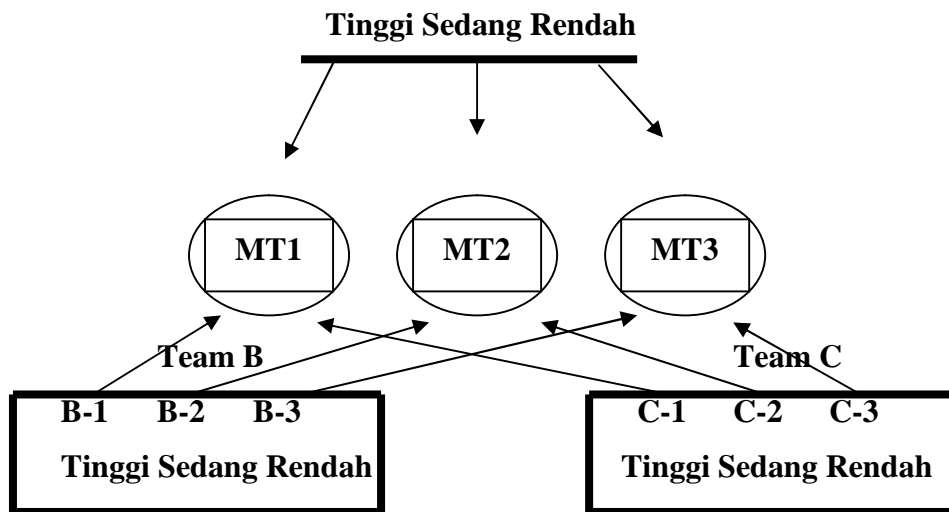 Tinggi Sedang Rendah
MT1 MT2 MT3
Team B Team C
B-1 B-2 B-3 C-1 C-2 C-3
Tinggi Sedang Rendah Tinggi Sedang Rendah